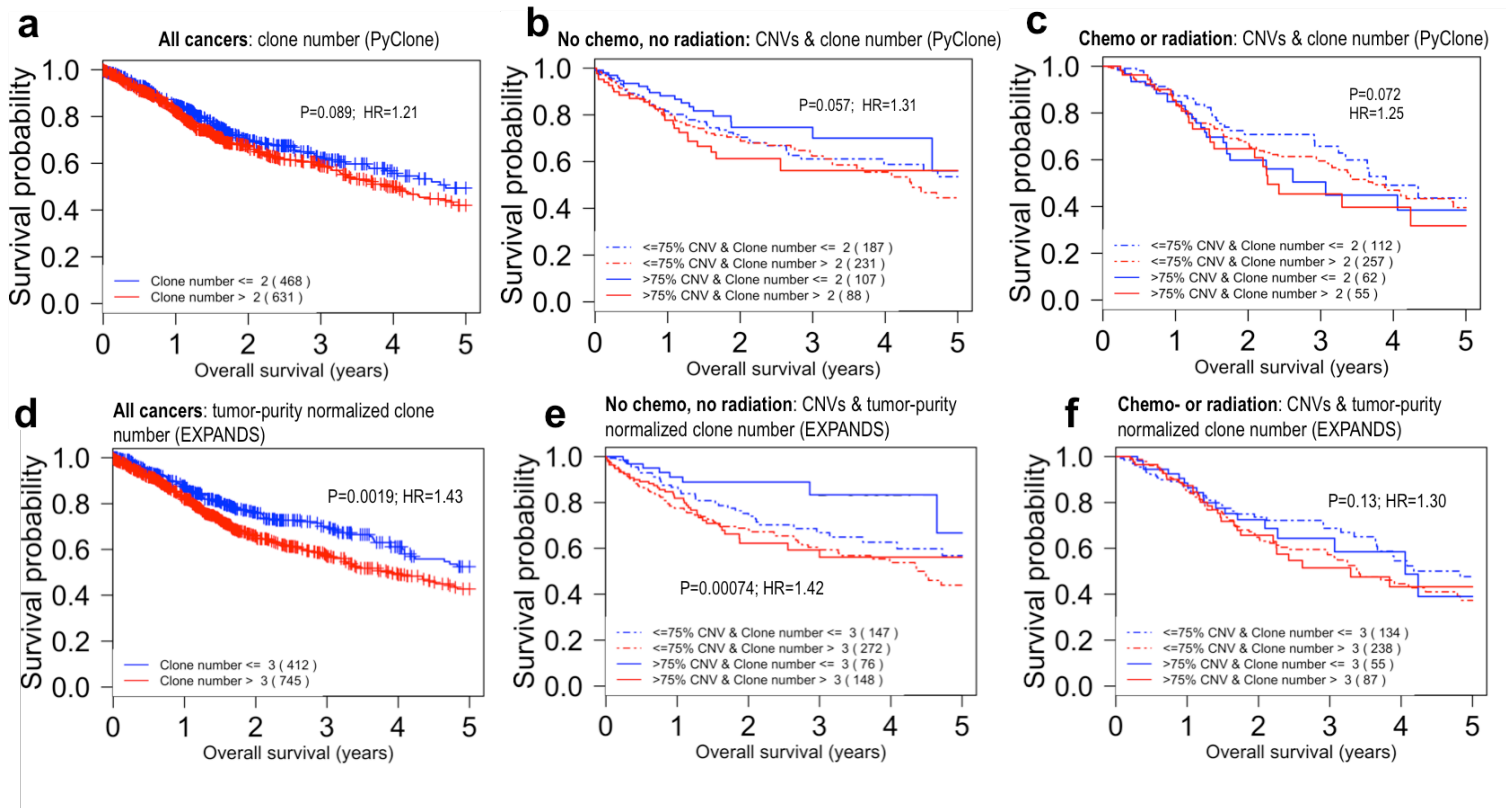 a
All cancers: clone number (PyClone)
Survival probability
1.0
0.8
0.6
0.4
0.2
0.0
P=0.089; HR=1.21
Clone number <= 2 ( 468 )
Clone number > 2 ( 631 )
0 1 2 3 4 5
Overall survival (years)
b
No chemo, no radiation: CNVs & clone number (PyClone)
Survival probability
1.0
0.8
0.6
0.4
0.2
0.0
P=0.057; HR=1.31
<=75% CNV & Clone number <= 2 ( 187 )
<=75% CNV & Clone number > 2 ( 231 )
>75% CNV & Clone number <= 2 ( 107 )
>75% CNV & Clone number > 2 ( 88 )
0 1 2 3 4 5
Overall survival (years)
c
Chemo or radiation: CNVs & clone number (PyClone)
Survival probability
1.0
0.8
0.6
0.4
0.2
0.0
P=0.072
HR=1.25
<=75% CNV & Clone number <= 2 ( 112 )
<=75% CNV & Clone number > 2 ( 257 )
>75% CNV & Clone number <= 2 ( 62 )
>75% CNV & Clone number > 2 ( 55 )
0 1 2 3 4 5
Overall survival (years)
d
All cancers: tumor-purity normalized clone
number (EXPANDS)
Survival probability
1.0
0.8
0.6
0.4
0.2
0.0
P=0.0019; HR=1.43
Clone number <= 3 ( 412 )
Clone number > 3 ( 745 )
0 1 2 3 4 5
Overall survival (years)
e
No chemo, no radiation: CNVs & tumor-purity
normalized clone number (EXPANDS)
Survival probability
1.0
0.8
0.6
0.4
0.2
0.0
P=0.00074; HR=1.42
<=75% CNV & Clone number <= 3 ( 147 )
<=75% CNV & Clone number > 3 ( 272 )
>75% CNV & Clone number <= 3 ( 76 )
>75% CNV & Clone number > 3 ( 148 )
0 1 2 3 4 5
Overall survival (years)
f
Chemo- or radiation: CNVs & tumor-purity
normalized clone number (EXPANDS)
Survival probability
1.0
0.8
0.6
0.4
0.2
0.0
P=0.13; HR=1.30
<=75% CNV & Clone number <= 3 ( 134 )
<=75% CNV & Clone number > 3 ( 238 )
>75% CNV & Clone number <= 3 ( 55 )
>75% CNV & Clone number > 3 ( 87 )
0 1 2 3 4 5
Overall survival (years)